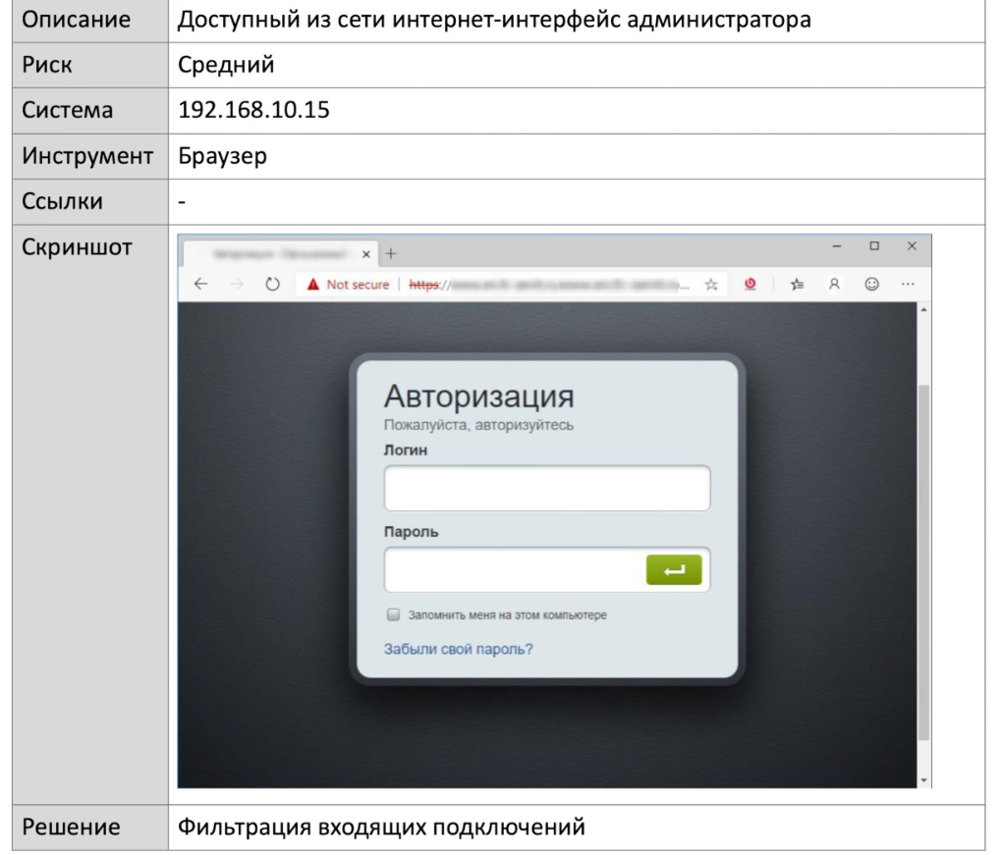 Описание Доступный из сети интернет-интерфейс администратора
Риск Средний
Система 192.168.10.15
Инструмент Браузер
Ссылки -
Скриншот
Not secure https://
Авторизация
Пожалуйста, авторизуйтесь
Логин
Пароль
Запомнить меня на этом компьютере
Забыли свой пароль?
Решение Фильтрация входящих подключений